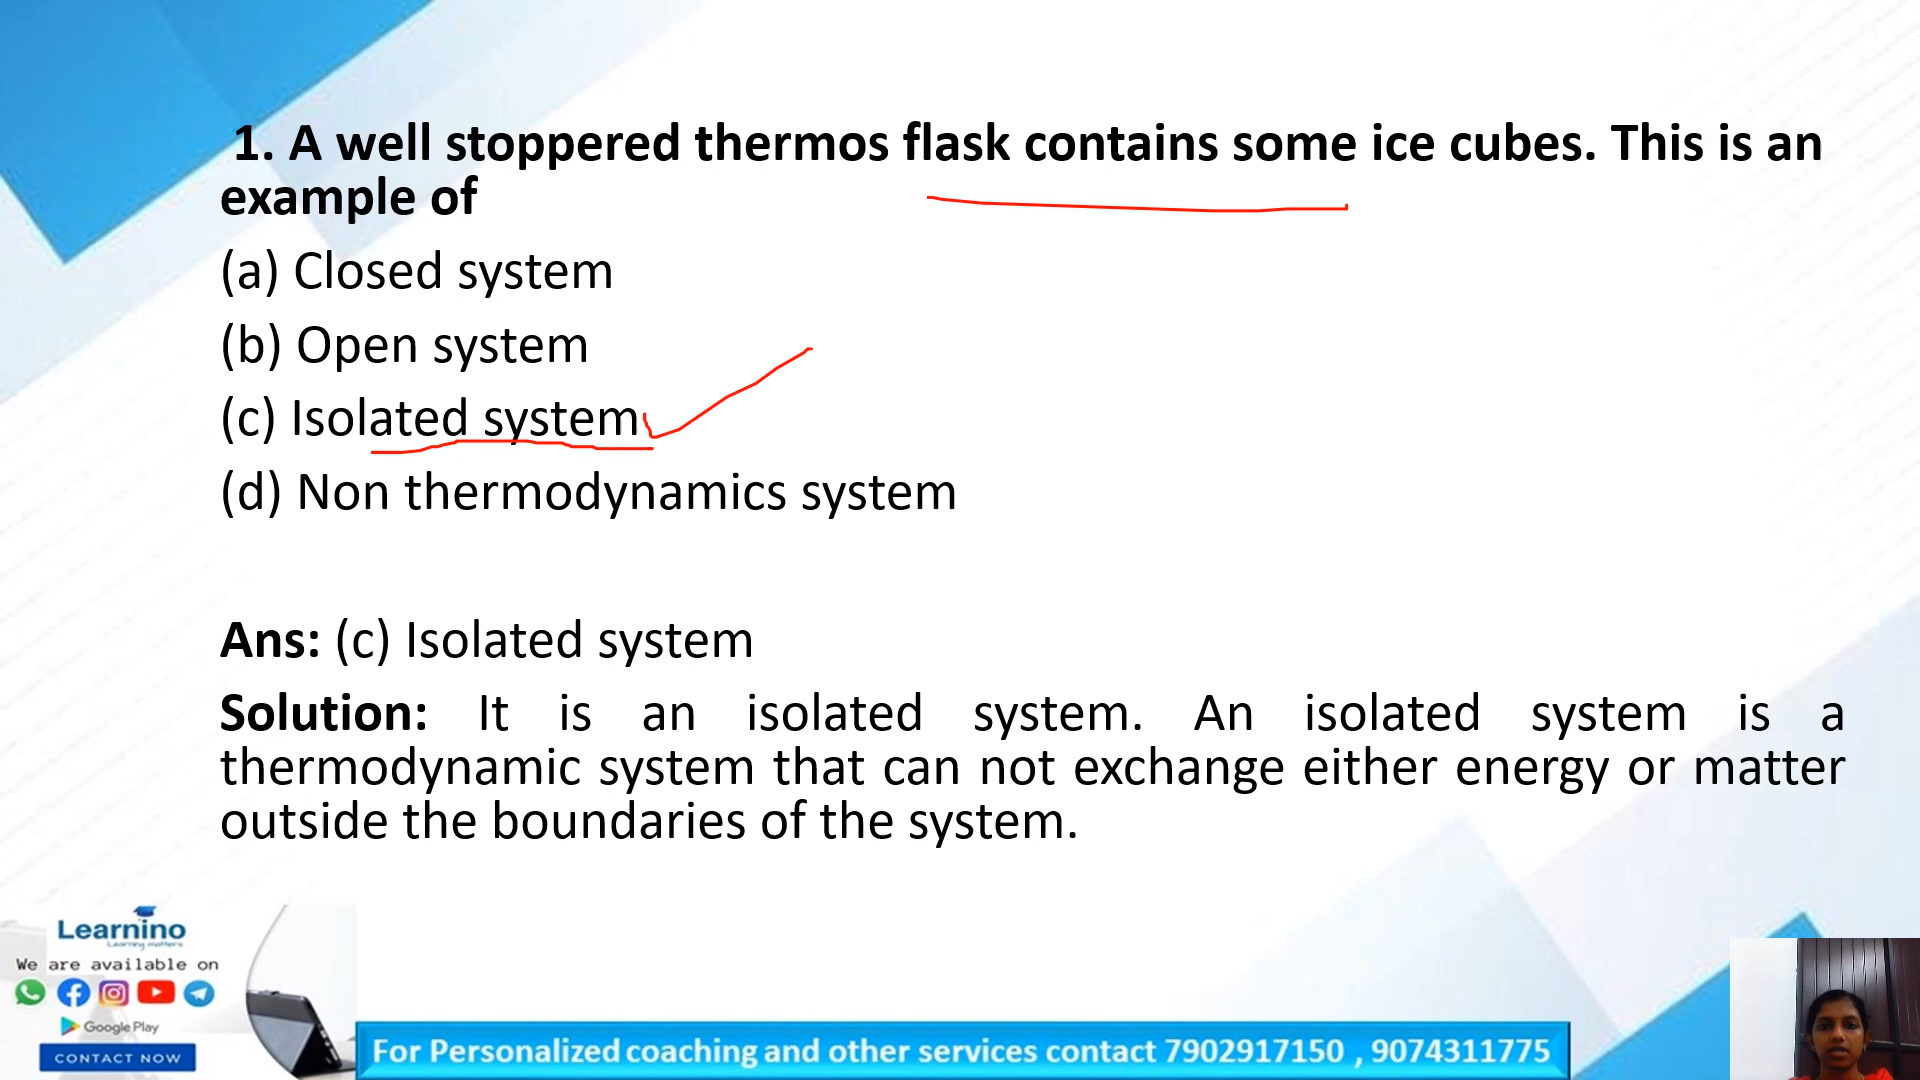 1. A well stoppered thermos flask contains some ice cubes. This is an
example of
(a) Closed system
(b) Open system
(c) Isolated system
(d) Non thermodynamics system
Ans: (c) Isolated system
Solution: It is an isolated system. An isolated system is a
thermodynamic system that can not exchange either energy or matter
outside the boundaries of the system.
Learnino
Learning matters
We are available on
Google Play
CONTACT NOW
For Personalized coaching and other services contact 7902917150 , 9074311775